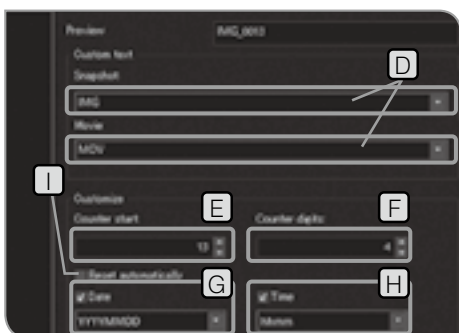 Preview IMG_0013
Custom text
Snapshot
D
IMG
Movie
MOV
I
Customize
E F
Counter start Counter digits
13 4
Reset automatically
G H
Date Time
YYYYMMDD hhmm